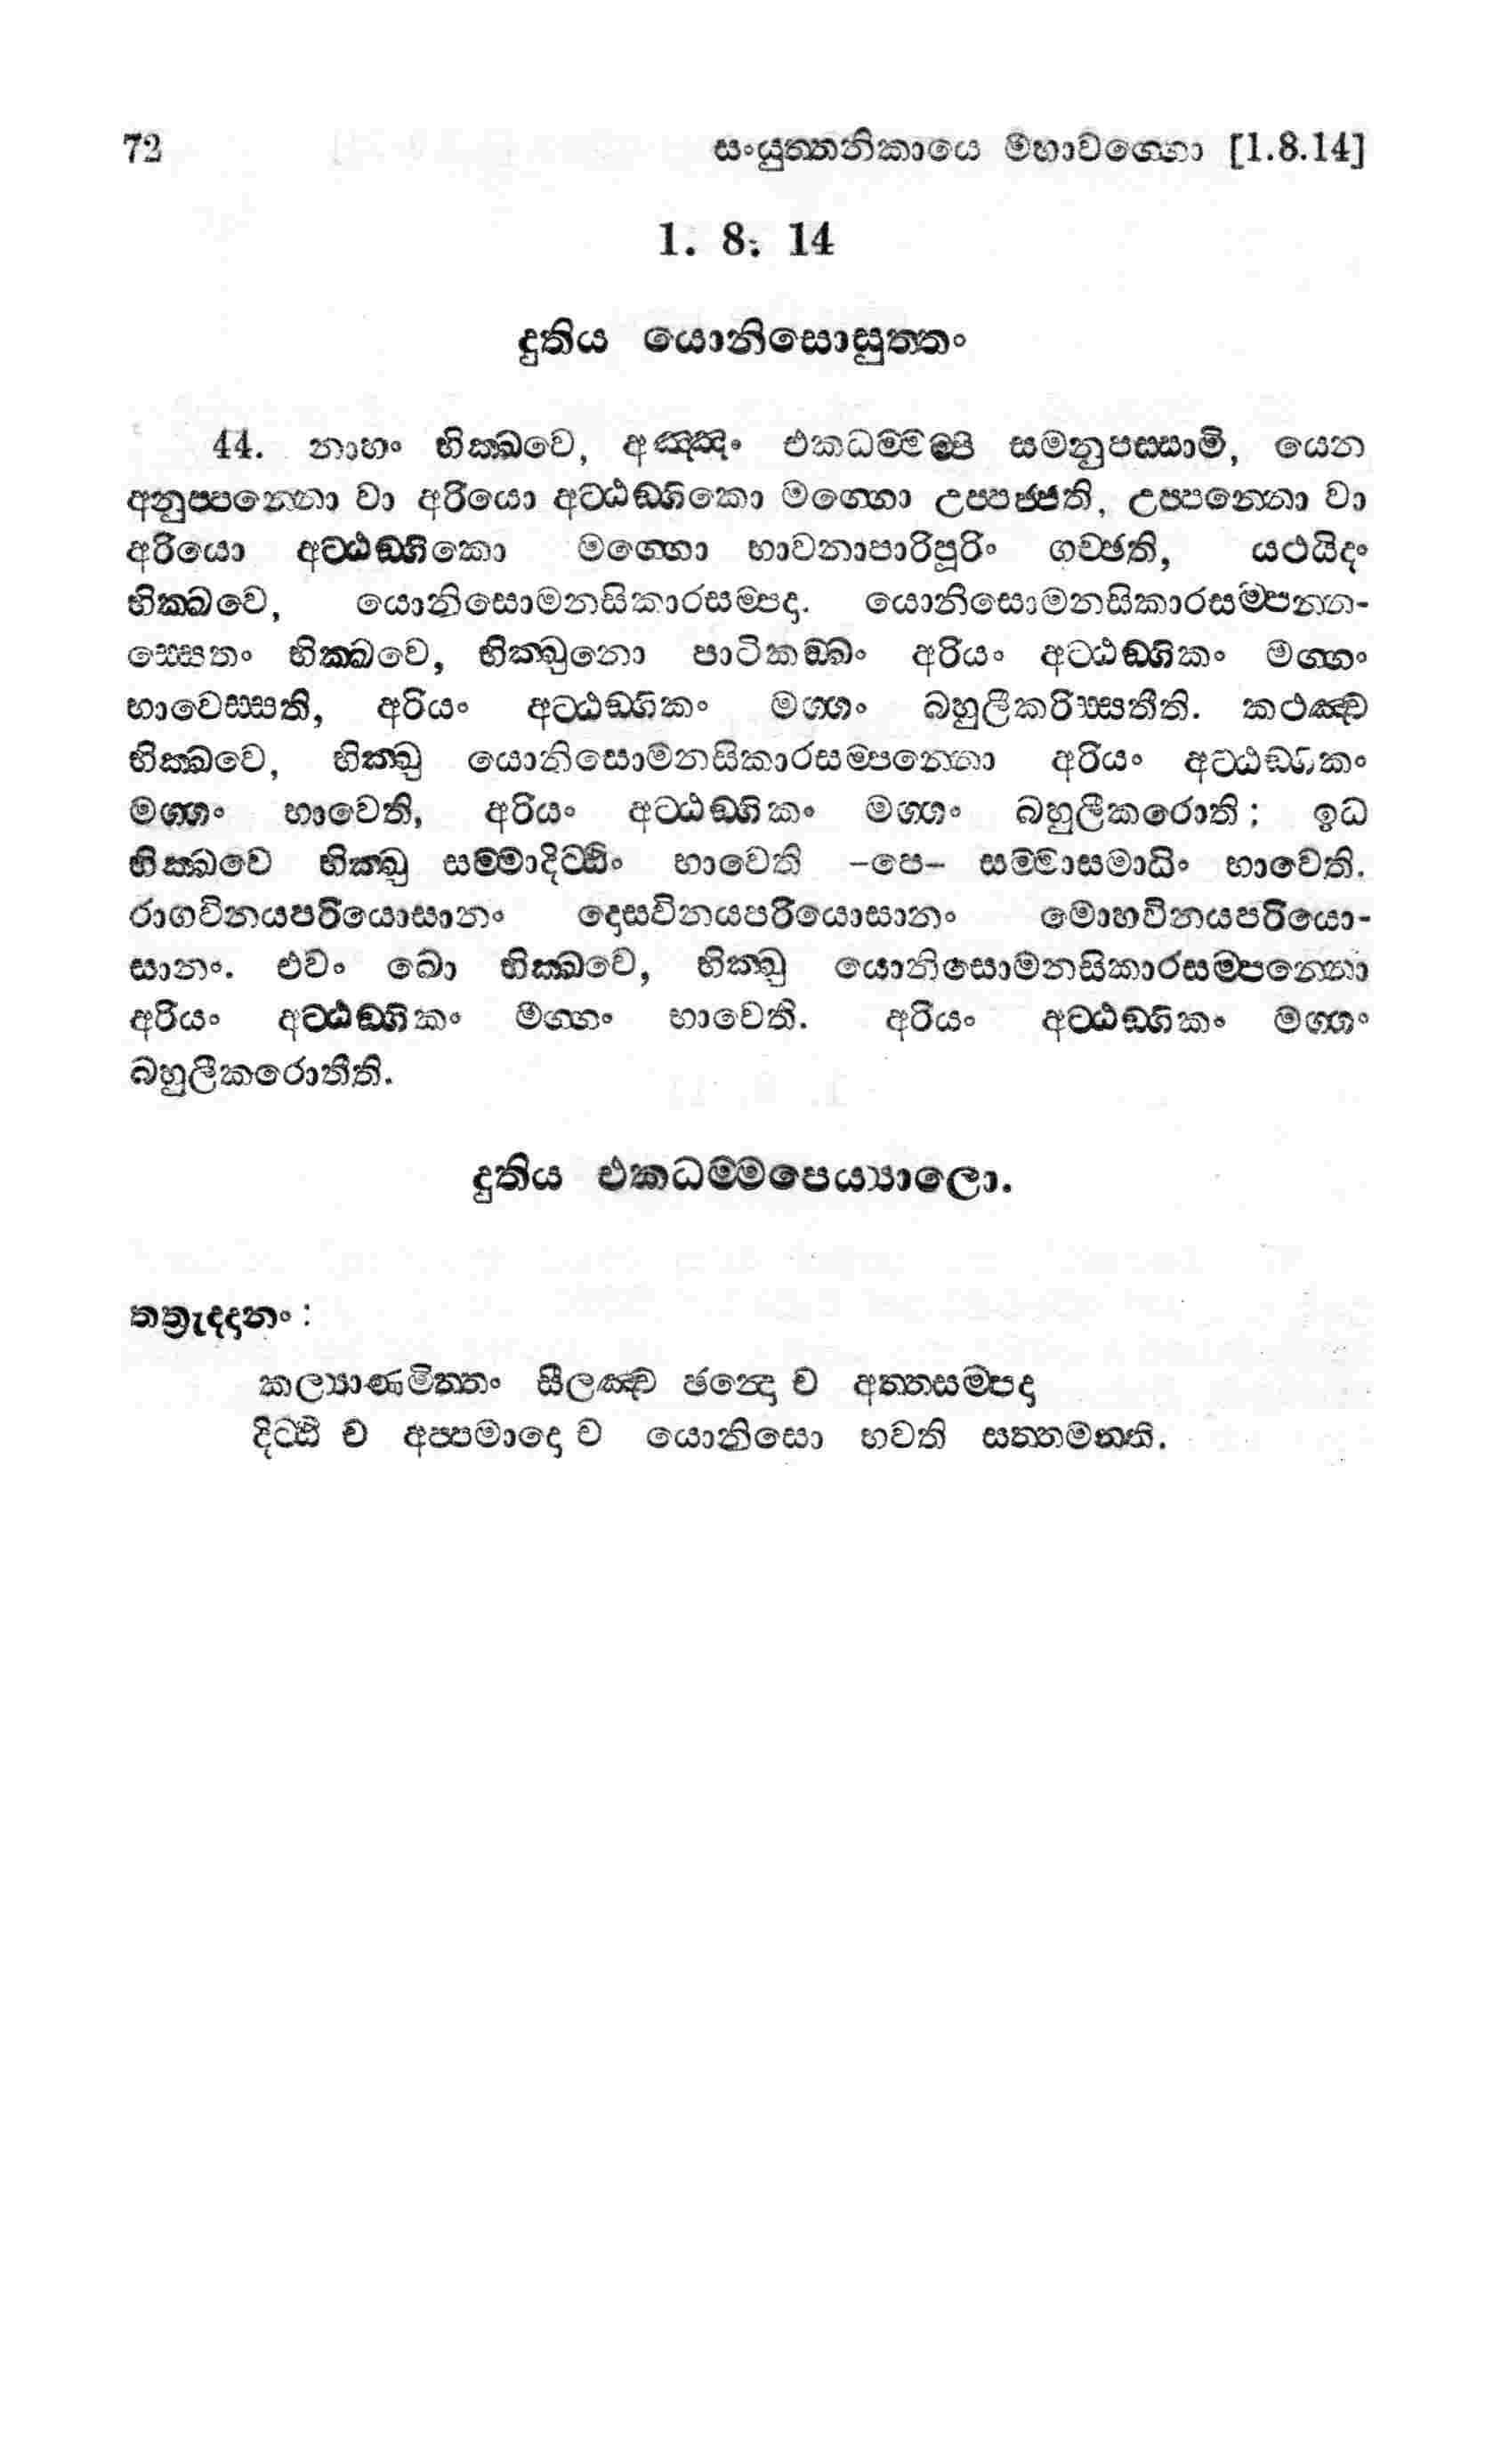 72 සංයුත්තනිකායෙ මහාවග්ගො [1.8.14]
1. 8. 14
දුතිය යොනිසොසුත්තං
44. නාහං භික්ඛවෙ, අඤ්ඤං එකධම්මම්පි සමනුපස්සාමි, යෙන
අනුප්පන්නො වා අරියො අට්ඨඞ්ගිකො මග්ගො උප්පජ්ජති, උප්පන්නො වා
අරියො අට්ඨඞ්ගිකො මග්ගො භාවනාපාරිපූරිං ගච්ඡති, යථයිදං
භික්ඛවෙ, යොනිසොමනසිකාරසම්පදා. යොනිසොමනසිකාරසම්පන්න-
ස්සෙතං භික්ඛවෙ, භික්ඛුනො පාටිකඞ්ඛං අරියං අට්ඨඞ්ගිකං මග්ගං
භාවෙස්සති, අරියං අට්ඨඞ්ගිකං මග්ගං බහුලීකරිස්සතීති. කථඤ්ච
භික්ඛවෙ, භික්ඛු යොනිසොමනසිකාරසම්පන්නො අරියං අට්ඨඞ්ගිකං
මග්ගං භාවෙති, අරියං අට්ඨඞ්ගිකං මග්ගං බහුලීකරොති: ඉධ
භික්ඛවෙ භික්ඛු සම්මාදිට්ඨිං භාවෙති -පෙ- සම්මාසමාධිං භාවෙති.
රාගවිනයපරියොසානං දොසවිනයපරියොසානං මොහවිනයපරියො-
සානං. එවං ඛො භික්ඛවෙ, භික්ඛු යොනිසොමනසිකාරසම්පන්නො
අරියං අට්ඨඞ්ගිකං මග්ගං භාවෙති. අරියං අට්ඨඞ්ගිකං මග්ගං
බහුලීකරොතීති.
දුතිය එකධම්මපෙය්‍යාලො.
තත්‍රැද්දානං :
කල්‍යාණමිත්තං සීලඤ්ච ඡන්දො ච අත්තසම්පදා
දිට්ඨි ච අප්පමාදො ච යොනිසො භවති සත්තමන්ති.